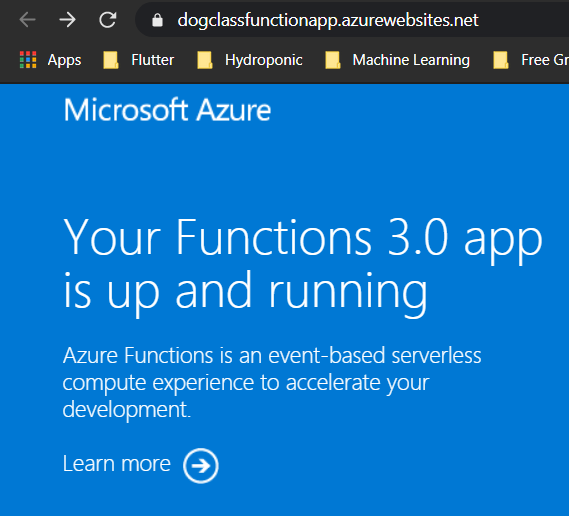 dogclassfunctionapp.azurewebsites.net
Apps Flutter Hydroponic Machine Learning Free Gr
Microsoft Azure
Your Functions 3.0 app
is up and running
Azure Functions is an event-based serverless
compute experience to accelerate your
development.
Learn more